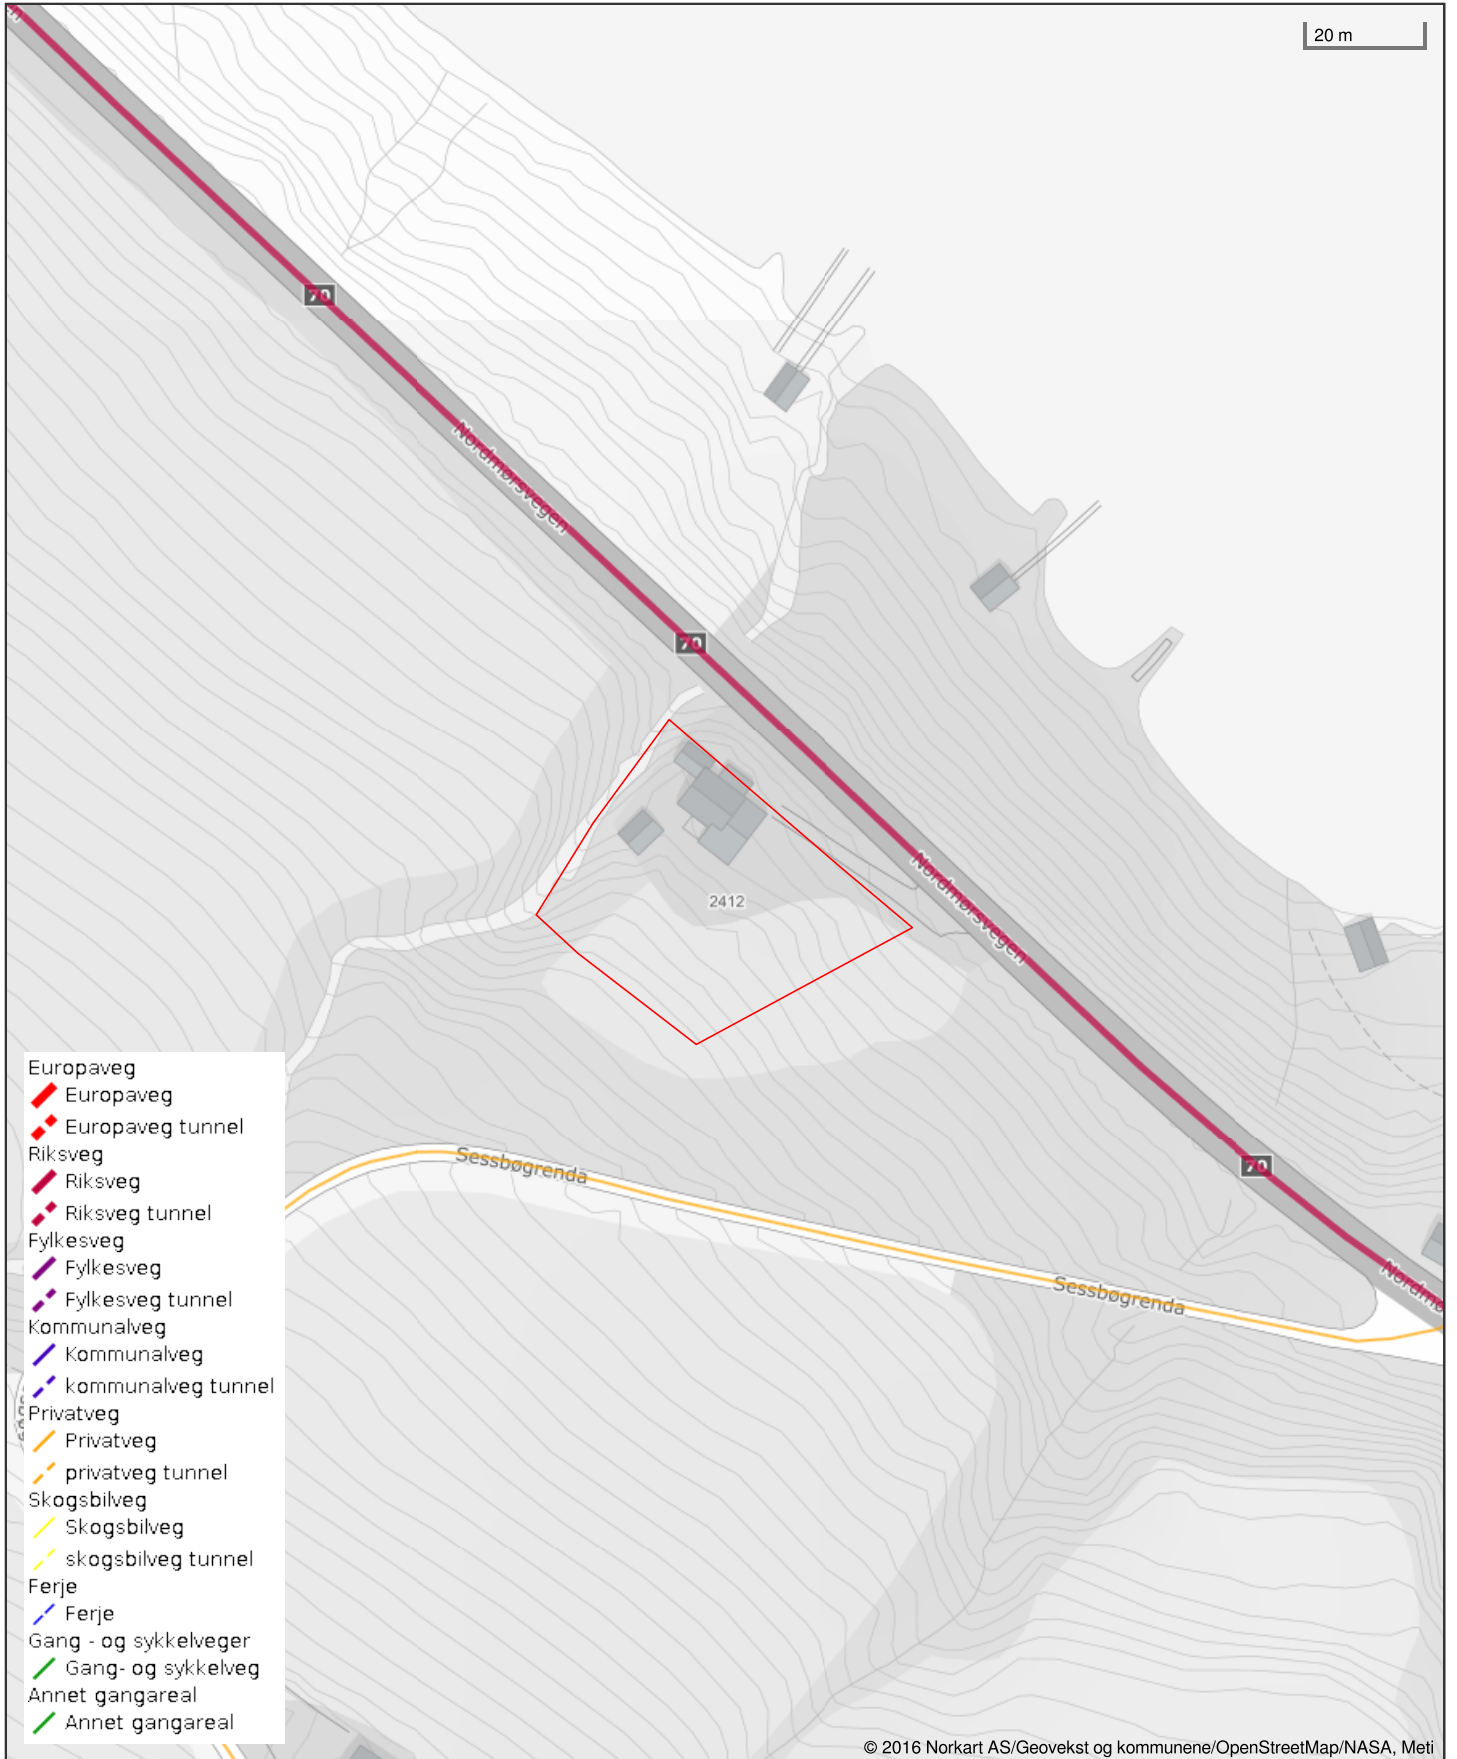 20 m
70
Nordmørsvegen
70
2412
Nordmørsvegen
70
Sessbøgrenda
Sessbøgrenda
Europaveg
Europaveg
Europaveg tunnel
Riksveg
Riksveg
Riksveg tunnel
Fylkesveg
Fylkesveg
Fylkesveg tunnel
Kommunalveg
Kommunalveg
kommunalveg tunnel
Privatveg
Privatveg
privatveg tunnel
Skogsbilveg
Skogsbilveg
skogsbilveg tunnel
Ferje
Ferje
Gang - og sykkelveger
Gang- og sykkelveg
Annet gangareal
Annet gangareal
© 2016 Norkart AS/Geovekst og kommunene/OpenStreetMap/NASA, Meti